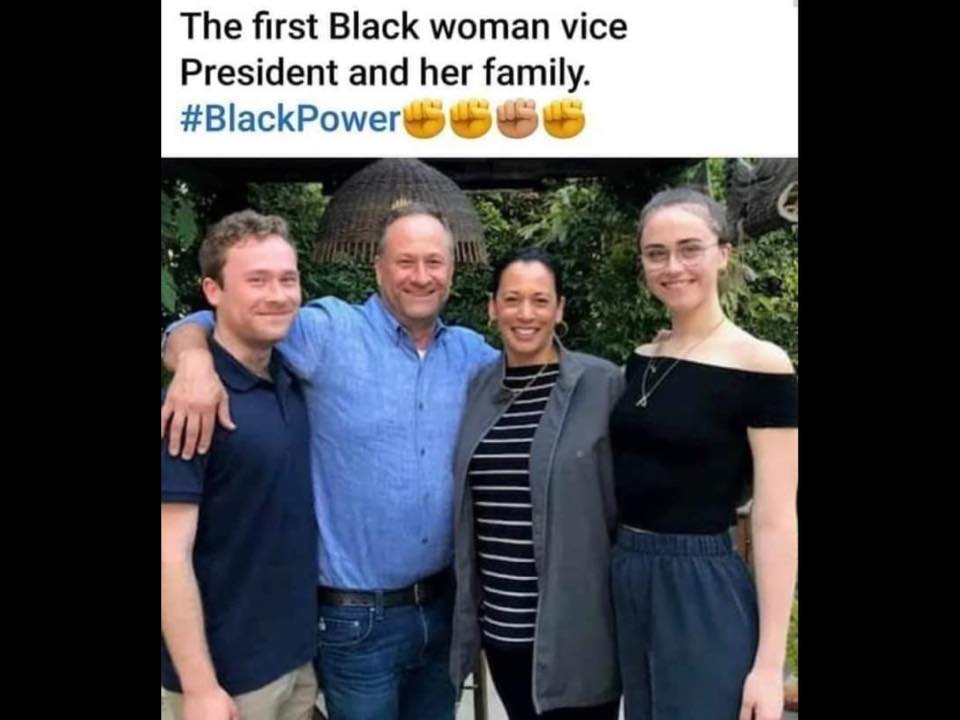 The first Black woman vice
President and her family.
#BlackPower✊✊✊🏽✊